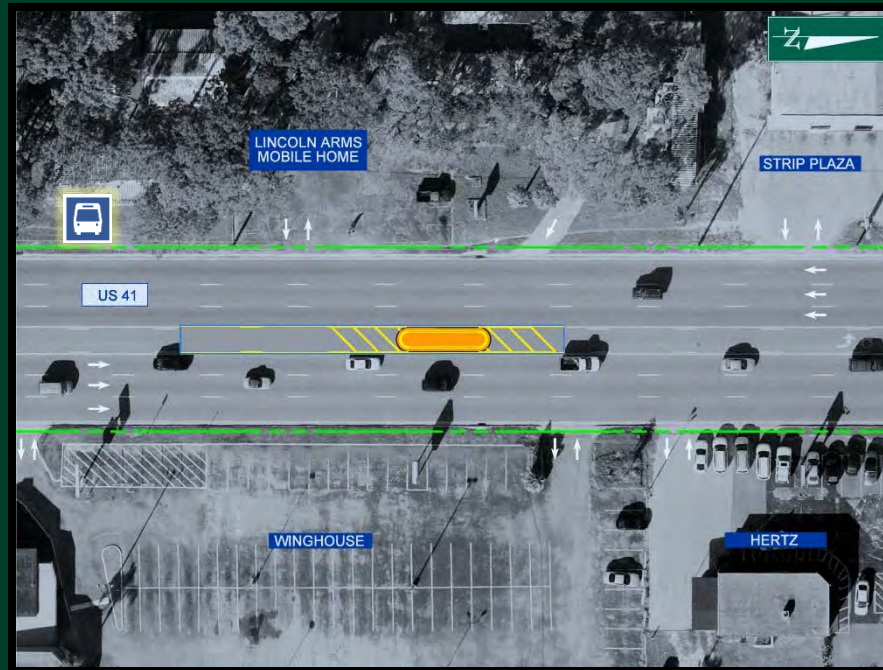 N
LINCOLN ARMS
MOBILE HOME
STRIP PLAZA
US 41
WINGHOUSE
HERTZ